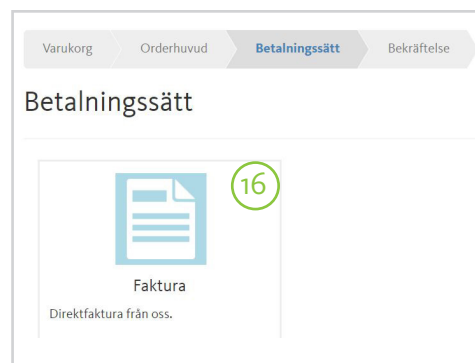 Varukorg Orderhuvud Betalningssätt Bekräftelse
Betalningssätt
16
Faktura
Direktfaktura från oss.